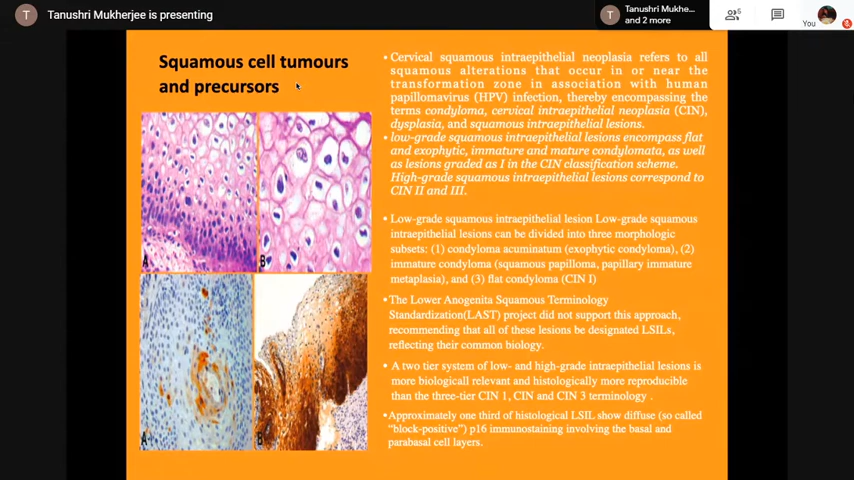 T
Tanushri Mukherjee is presenting
T
Tanushri Mukhe...
and 2 more
6
You
Squamous cell tumours
and precursors
• Cervical squamous intraepithelial neoplasia refers to all
squamous alterations that occur in or near the
transformation zone in association with human
papillomavirus (HPV) infection, thereby encompassing the
terms condyloma, cervical intraepithelial neoplasia (CIN),
dysplasia, and squamous intraepithelial lesions.
• low-grade squamous intraepithelial lesions encompass flat
and exophytic, immature and mature condylomata, as well
as lesions graded as I in the CIN classification scheme.
High-grade squamous intraepithelial lesions correspond to
CIN II and III.
• Low-grade squamous intraepithelial lesion Low-grade squamous
intraepithelial lesions can be divided into three morphologic
subsets: (1) condyloma acuminatum (exophytic condyloma), (2)
immature condyloma (squamous papilloma, papillary immature
metaplasia), and (3) flat condyloma (CIN I)
• The Lower Anogenita Squamous Terminology
Standardization(LAST) project did not support this approach,
recommending that all of these lesions be designated LSILs,
reflecting their common biology.
• A two tier system of low- and high-grade intraepithelial lesions is
more biologicall relevant and histologically more reproducible
than the three-tier CIN 1, CIN and CIN 3 terminology .
• Approximately one third of histological LSIL show diffuse (so called
"block-positive") p16 immunostaining involving the basal and
parabasal cell layers.
A
B
A
B